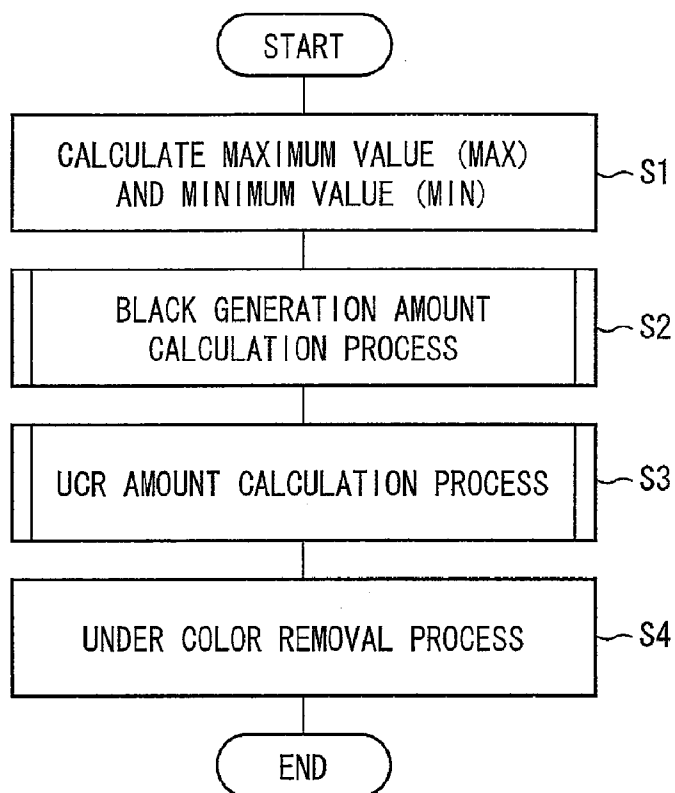 START
CALCULATE MAXIMUM VALUE (MAX)
AND MINIMUM VALUE (MIN)
S1
BLACK GENERATION AMOUNT
CALCULATION PROCESS
S2
UCR AMOUNT CALCULATION PROCESS
S3
UNDER COLOR REMOVAL PROCESS
S4
END